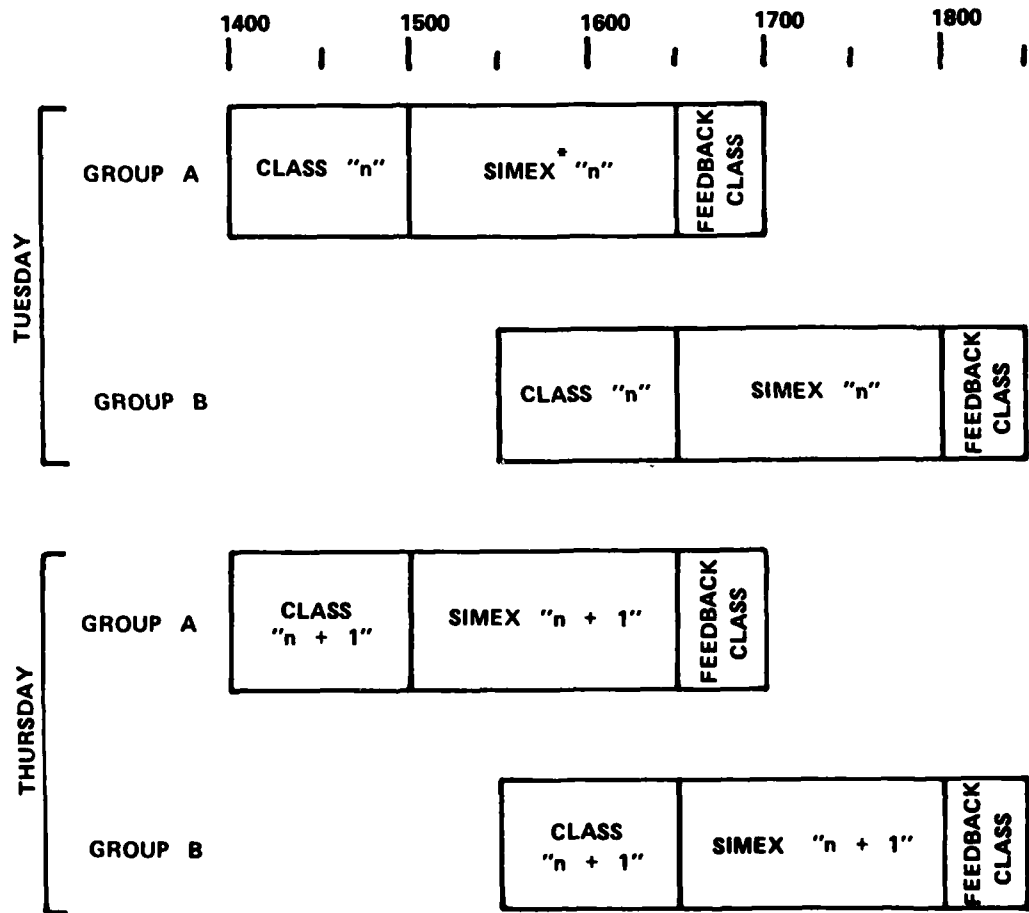 1400 1500 1600 1700 1800
TUESDAY
GROUP A
CLASS "n"
SIMEX* "n"
FEEDBACK
CLASS
GROUP B
CLASS "n"
SIMEX "n"
FEEDBACK
CLASS
THURSDAY
GROUP A
CLASS
"n + 1"
SIMEX "n + 1"
FEEDBACK
CLASS
GROUP B
CLASS
"n + 1"
SIMEX "n + 1"
FEEDBACK
CLASS